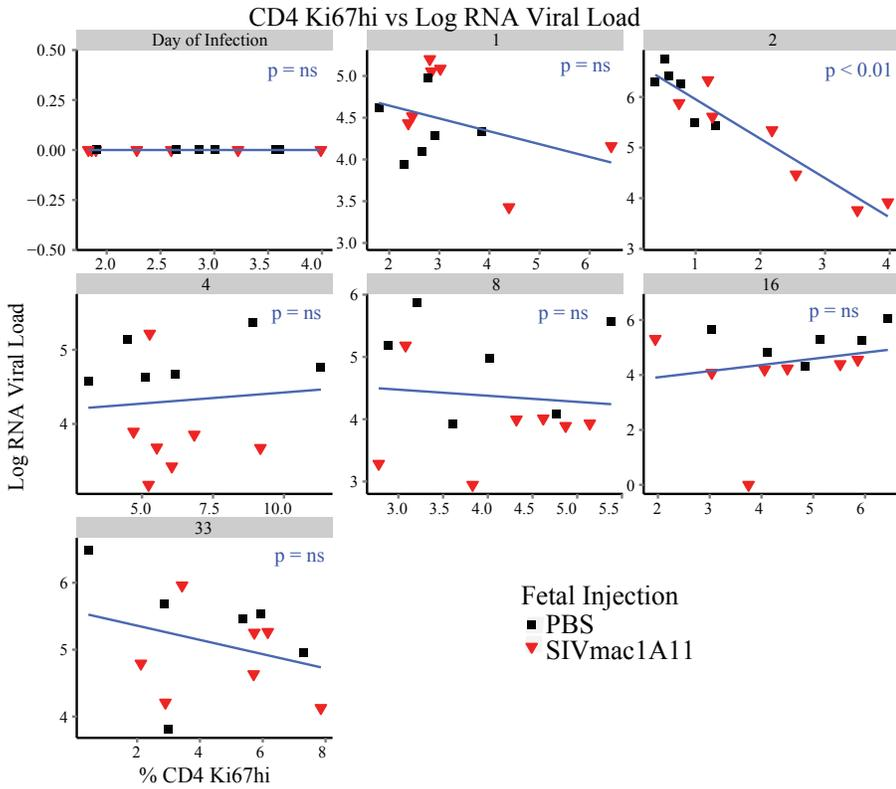 CD4 Ki67hi vs Log RNA Viral Load
Day of Infection
1
2
p = ns
p = ns
p < 0.01
0.50
0.25
0.00
−0.25
−0.50
2.0 2.5 3.0 3.5 4.0
5.0
4.5
4.0
3.5
3.0
2 3 4 5 6
6
5
4
3
1 2 3 4
4
8
16
p = ns
p = ns
p = ns
5
4
5.0 7.5 10.0
6
5
4
3
3.0 3.5 4.0 4.5 5.0 5.5
6
4
2
0
2 3 4 5 6
Log RNA Viral Load
33
p = ns
6
5
4
2 4 6 8
% CD4 Ki67hi
Fetal Injection
PBS
SIVmac1A11